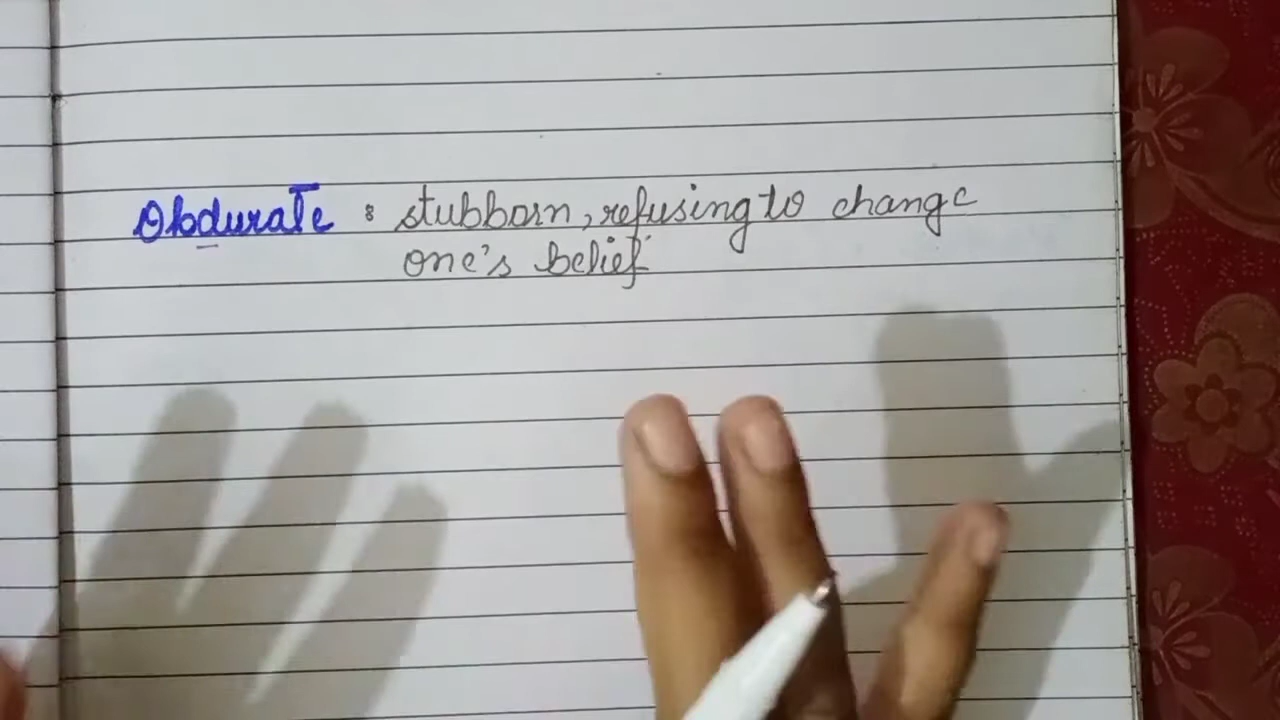 Obdurate : stubborn, refusing to change
one's belief